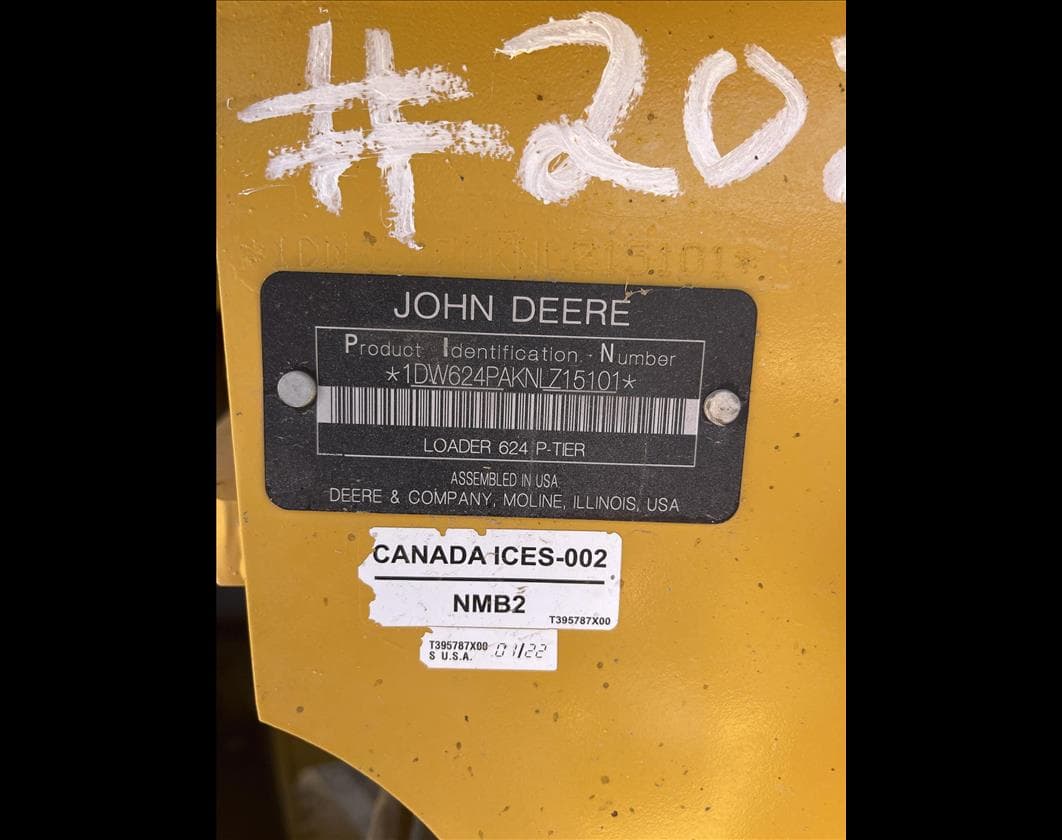 #20
JOHN DEERE
Product Identification Number
*1DW624PAKNLZ15101*
LOADER 624 P-TIER
ASSEMBLED IN USA
DEERE & COMPANY, MOLINE, ILLINOIS, USA
CANADA ICES-002
NMB2
T395787X00
T395787X00
S U.S.A. 01/22